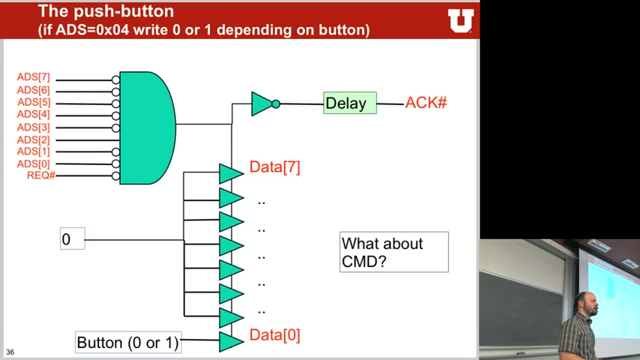 The push-button
(if ADS=0x04 write 0 or 1 depending on button)
U
ADS[7]
ADS[6]
ADS[5]
ADS[4]
ADS[3]
ADS[2]
ADS[1]
ADS[0]
REQ#
Delay
ACK#
Data[7]
..
..
..
..
..
0
What about
CMD?
Button (0 or 1)
Data[0]
36